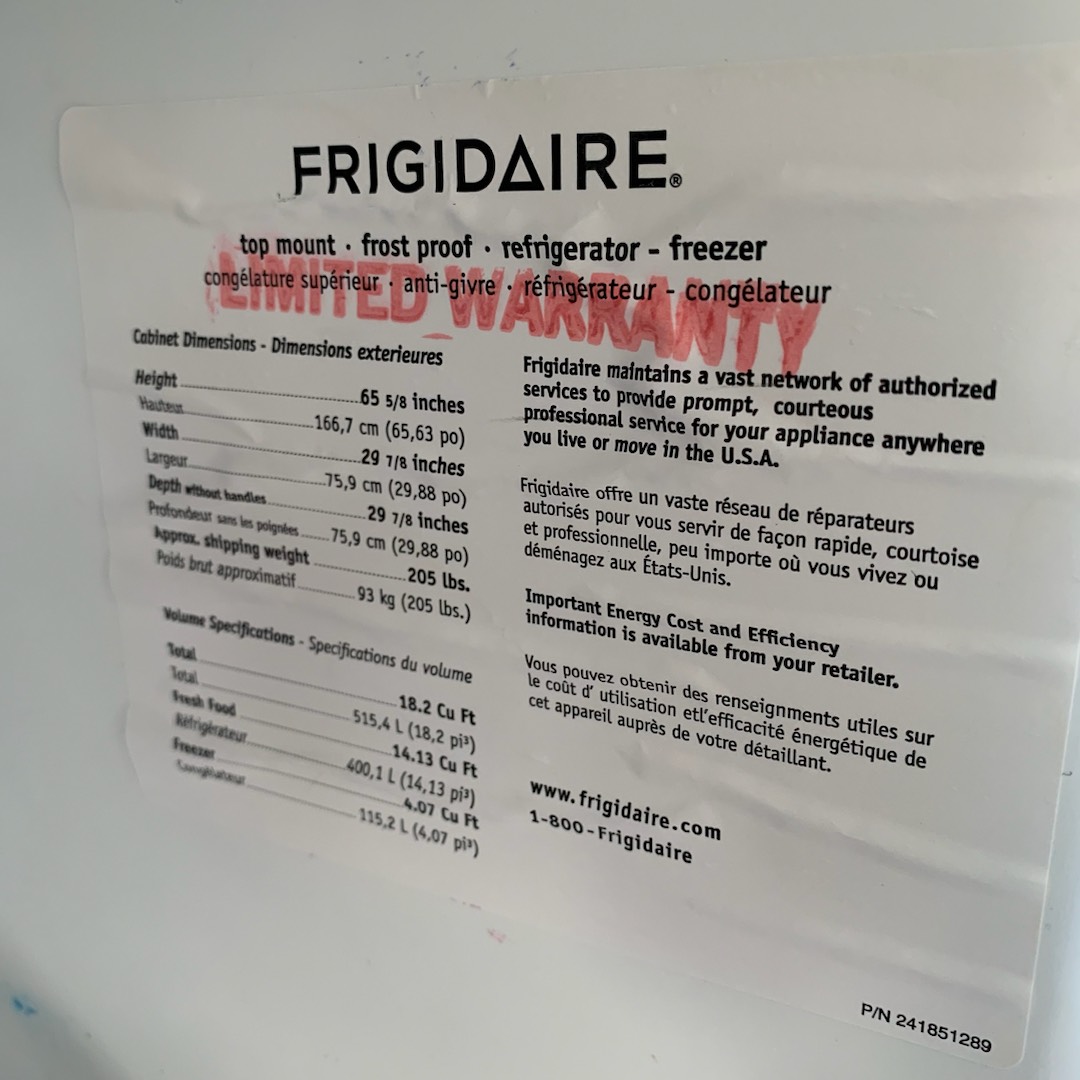 FRIGIDAIRE®
top mount · frost proof · refrigerator - freezer
congélature supérieur · anti-givre · réfrigérateur - congélateur
LIMITED WARRANTY
Cabinet Dimensions - Dimensions exterieures
Height 65 5/8 inches
Hauteur 166,7 cm (65,63 po)
Width 29 7/8 inches
Largeur 75,9 cm (29,88 po)
Depth without handles 29 7/8 inches
Profondeur sans les poignées 75,9 cm (29,88 po)
Approx. shipping weight 205 lbs.
Poids brut approximatif 93 kg (205 lbs.)
Volume Specifications - Specifications du volume
Total 18.2 Cu Ft
Total 515,4 L (18,2 pi³)
Fresh Food 14.13 Cu Ft
Réfrigérateur 400,1 L (14,13 pi³)
Freezer 4.07 Cu Ft
Congélateur 115,2 L (4,07 pi³)
Frigidaire maintains a vast network of authorized
services to provide prompt, courteous
professional service for your appliance anywhere
you live or move in the U.S.A.
Frigidaire offre un vaste réseau de réparateurs
autorisés pour vous servir de façon rapide, courtoise
et professionnelle, peu importe où vous vivez ou
déménagez aux États-Unis.
Important Energy Cost and Efficiency
information is available from your retailer.
Vous pouvez obtenir des renseignments utiles sur
le coût d' utilisation etl'efficacité énergétique de
cet appareil auprès de votre détaillant.
www.frigidaire.com
1-800-Frigidaire
P/N 241851289